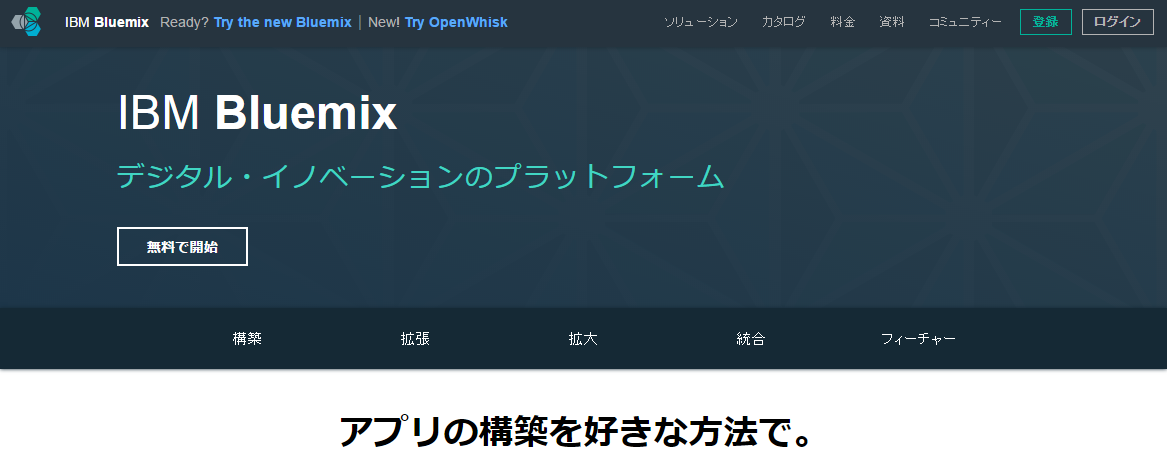 IBM Bluemix Ready? Try the new Bluemix | New! Try OpenWhisk ソリューション カタログ 料金 資料 コミュニティー 登録 ログイン
IBM Bluemix
デジタル・イノベーションのプラットフォーム
無料で開始
構築 拡張 拡大 統合 フィーチャー
アプリの構築を好きな方法で。